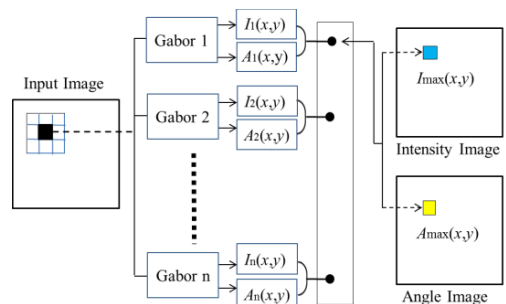 Input Image
Gabor 1
I1(x,y)
A1(x,y)
Gabor 2
I2(x,y)
A2(x,y)
Gabor n
In(x,y)
An(x,y)
Imax(x,y)
Intensity Image
Amax(x,y)
Angle Image